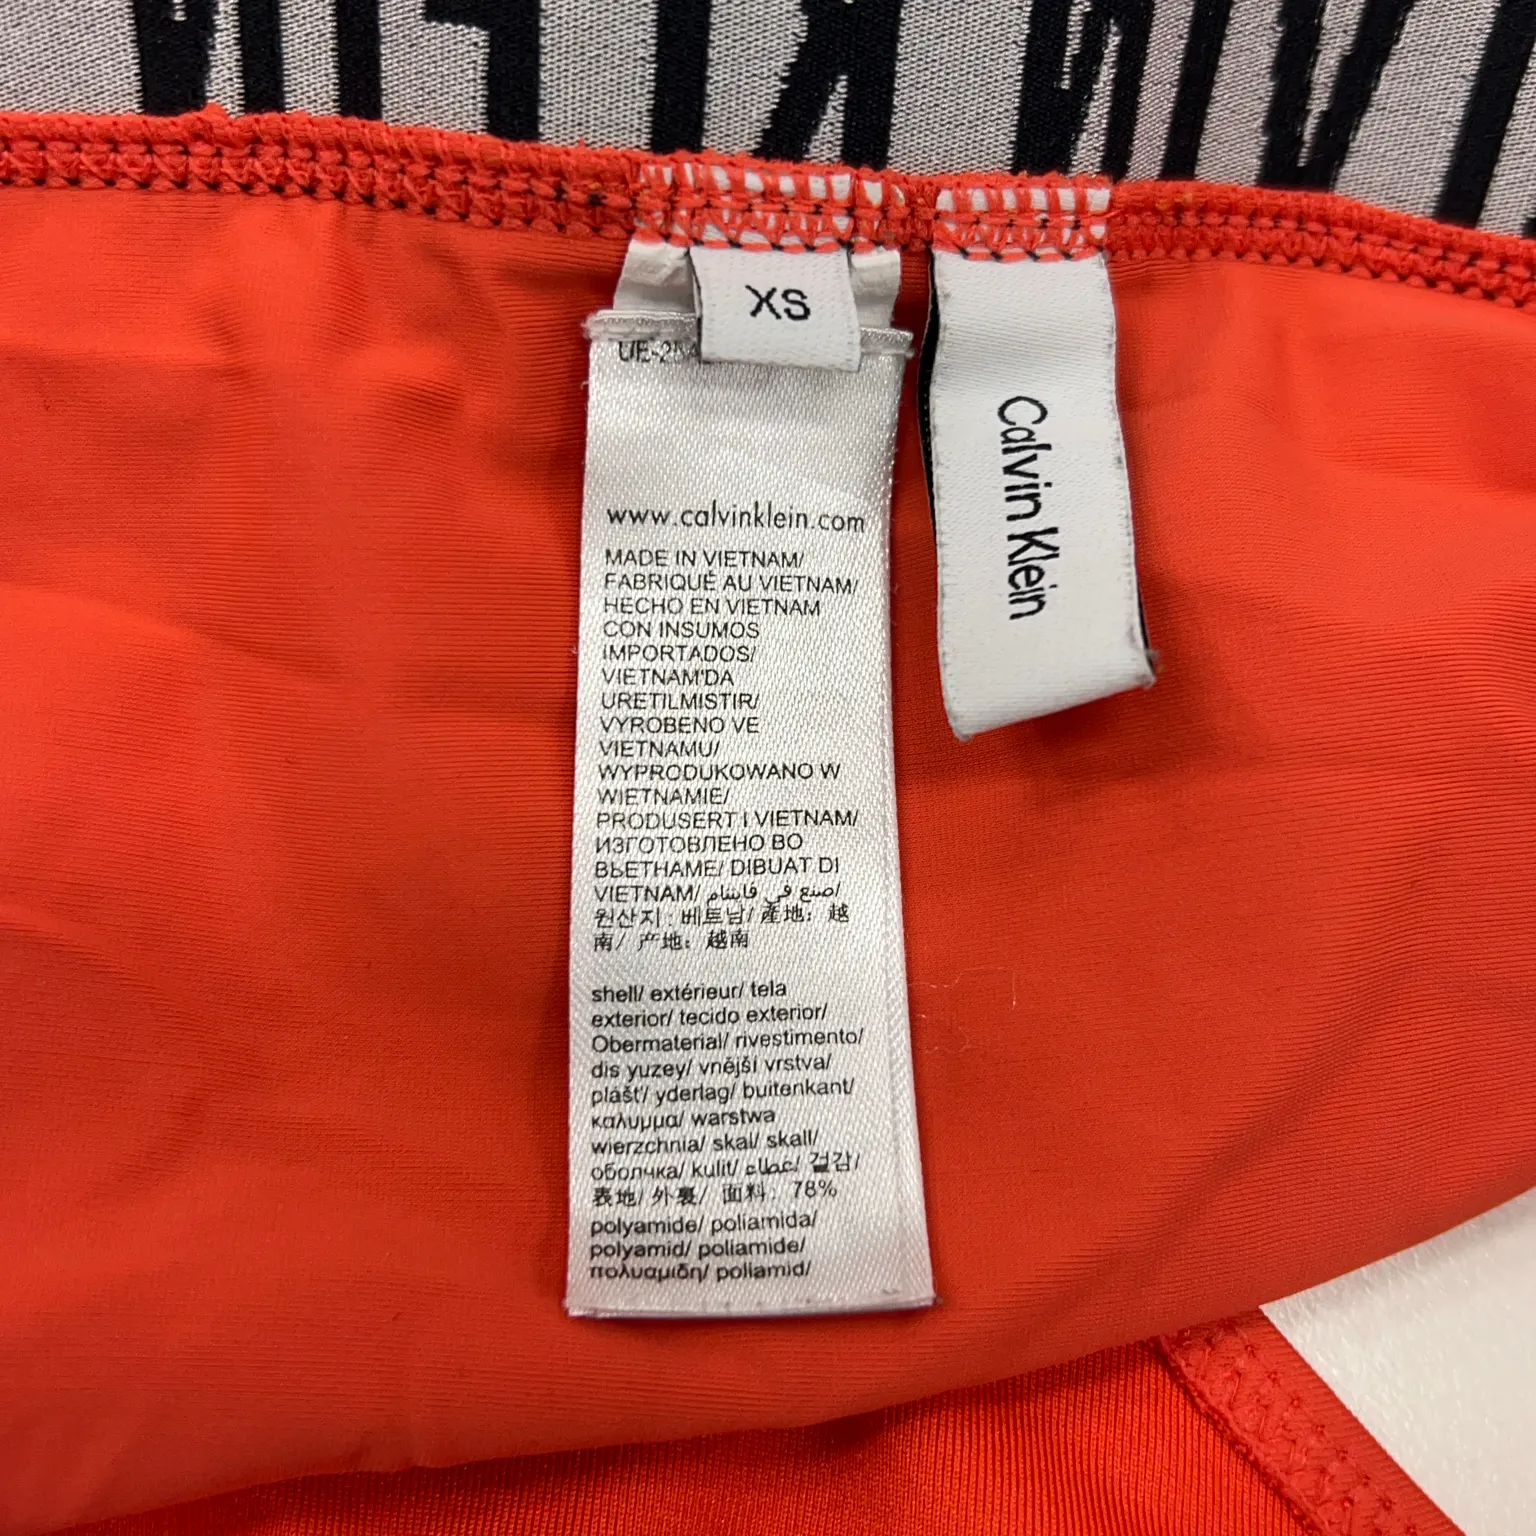 XS
www.calvinklein.com
MADE IN VIETNAM/
FABRIQUÉ AU VIETNAM/
HECHO EN VIETNAM
CON INSUMOS
IMPORTADOS/
VIETNAM'DA
URETILMISTIR/
VYROBENO VE
VIETNAMU/
WYPRODUKOWANO W
WIETNAMIE/
PRODUSERT I VIETNAM/
ИЗГОТОВЛЕНО ВО
ВЬЕТНАМЕ/ DIBUAT DI
VIETNAM/ صنع في فايتنام/
원산지 : 베트남/ 產地: 越
南/ 产地: 越南
shell/ extérieur/ tela
exterior/ tecido exterior/
Obermaterial/ rivestimento/
dis yuzey/ vnější vrstva/
plášť/ yderlag/ buitenkant/
καλυμμα/ warstwa
wierzchnia/ skal/ skall/
оболчка/ kulit/ غطاء/ 겉감/
表地/ 外裏/ 面料: 78%
polyamide/ poliamida/
polyamid/ poliamide/
πολυαμιδη/ poliamid/
Calvin Klein